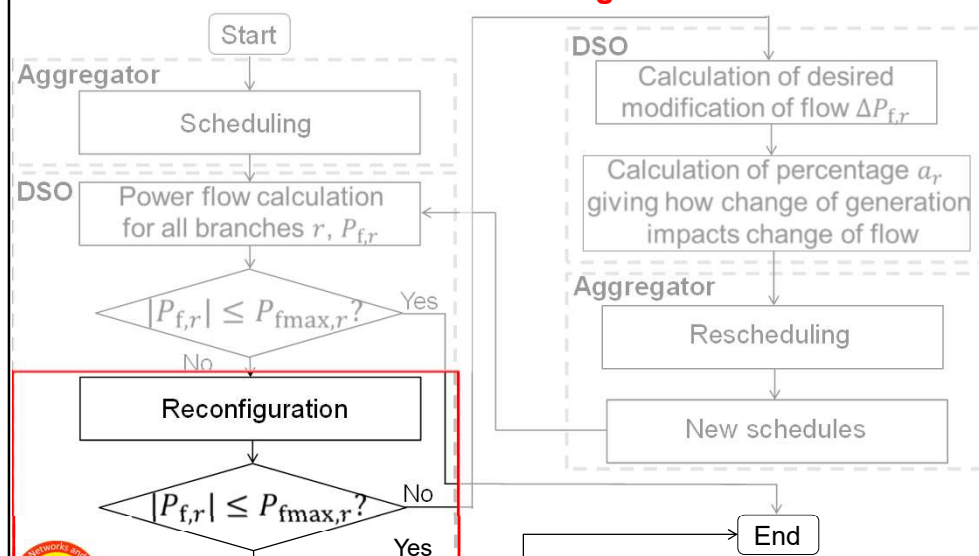 Start
Aggregator
Scheduling
DSO
Power flow calculation
for all branches r, P_f,r
|P_f,r| ≤ P_fmax,r?
Yes
No
Reconfiguration
|P_f,r| ≤ P_fmax,r?
No
Yes
DSO
Calculation of desired
modification of flow ΔP_f,r
Calculation of percentage a_r
giving how change of generation
impacts change of flow
Aggregator
Rescheduling
New schedules
End
Networks and